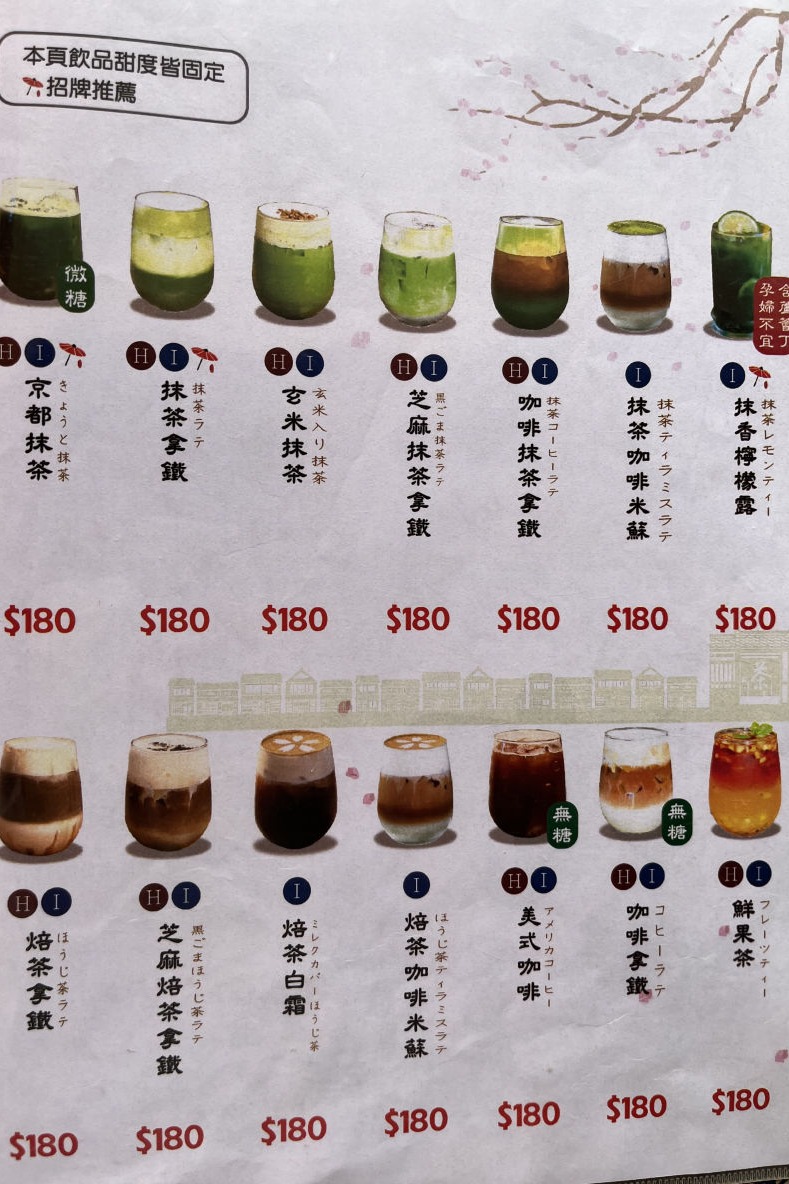 本頁飲品甜度皆固定
招牌推薦
微糖
H I
京都抹茶
きょうと抹茶
$180
H I
抹茶拿鐵
抹茶ラテ
$180
H I
玄米抹茶
玄米入り抹茶
$180
H I
芝麻抹茶拿鐵
黒ごま抹茶ラテ
$180
H I
咖啡抹茶拿鐵
抹茶コーヒーラテ
$180
I
抹茶咖啡米蘇
抹茶ティラミスラテ
$180
含蘆薈丁
孕婦不宜
I
抹香檸檬露
抹茶レモンティー
$180
茶
H I
焙茶拿鐵
ほうじ茶ラテ
$180
H I
芝麻焙茶拿鐵
黒ごまほうじ茶ラテ
$180
I
焙茶白霜
ミレクカバーほうじ茶
$180
I
焙茶咖啡米蘇
ほうじ茶ティラミスラテ
$180
無糖
H I
美式咖啡
アメリカコーヒー
$180
無糖
H I
咖啡拿鐵
コヒーラテ
$180
H I
鮮果茶
フレーツティー
$180